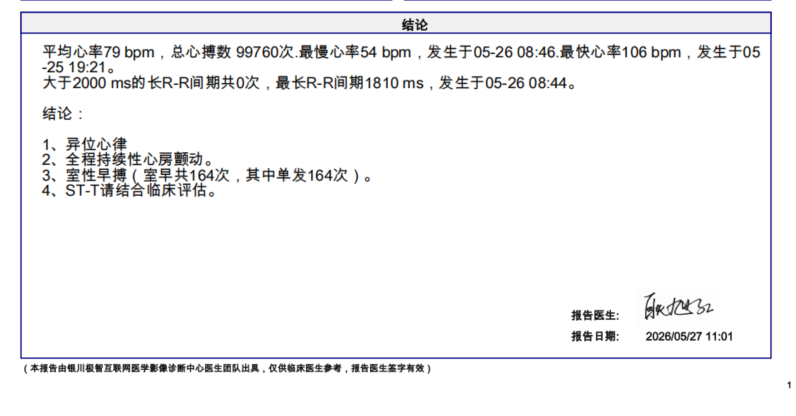 结论
平均心率79 bpm，总心搏数 99760次.最慢心率54 bpm，发生于05-26 08:46.最快心率106 bpm，发生于05
-25 19:21。
大于2000 ms的长R-R间期共0次，最长R-R间期1810 ms，发生于05-26 08:44。
结论：
1、异位心律
2、全程持续性心房颤动。
3、室性早搏（室早共164次，其中单发164次）。
4、ST-T请结合临床评估。
报告医生:
报告日期: 2026/05/27 11:01
（本报告由银川极智互联网医学影像诊断中心医生团队出具，仅供临床医生参考，报告医生签字有效）
1